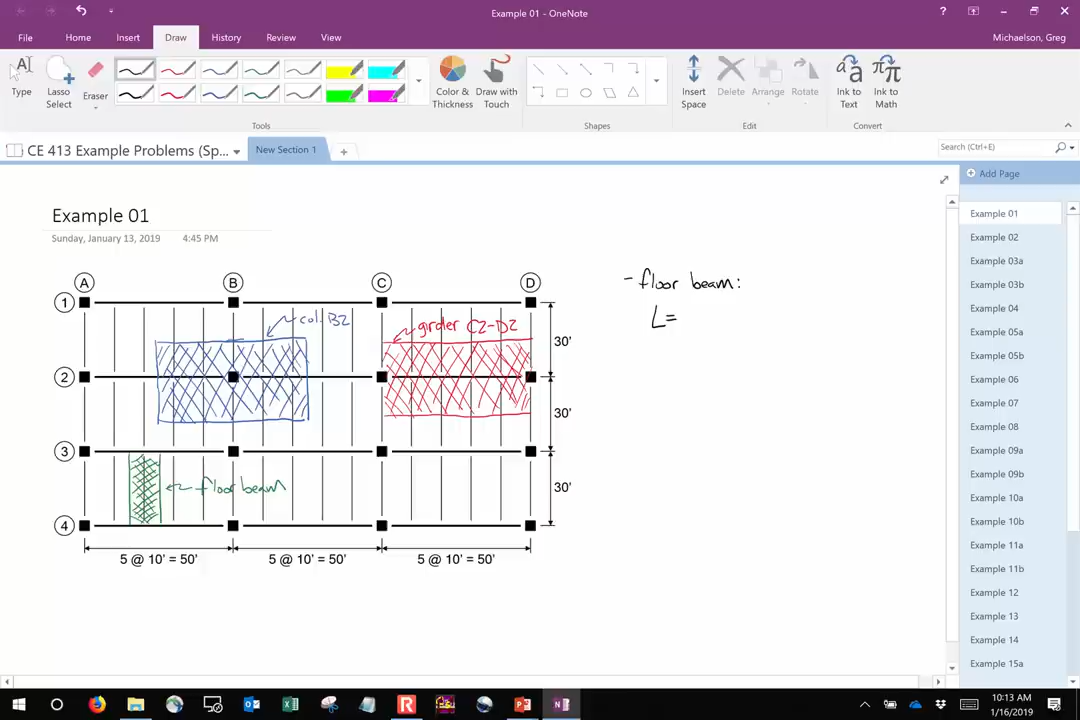 Example 01 - OneNote
?
Michaelson, Greg
File Home Insert Draw History Review View
Type
Lasso Select
Eraser
Color & Thickness
Draw with Touch
Insert Space
Delete
Arrange
Rotate
Ink to Text
Ink to Math
Tools
Shapes
Edit
Convert
CE 413 Example Problems (Sp...
New Section 1
Search (Ctrl+E)
Add Page
Example 01
Sunday, January 13, 2019 4:45 PM
A B C D
1
2
3
4
col. B2
girder C2-D2
floor beam
30'
30'
30'
5 @ 10' = 50' 5 @ 10' = 50' 5 @ 10' = 50'
- floor beam:
L=
Example 01
Example 02
Example 03a
Example 03b
Example 04
Example 05a
Example 05b
Example 06
Example 07
Example 08
Example 09a
Example 09b
Example 10a
Example 10b
Example 11a
Example 11b
Example 12
Example 13
Example 14
Example 15a
10:13 AM
1/16/2019